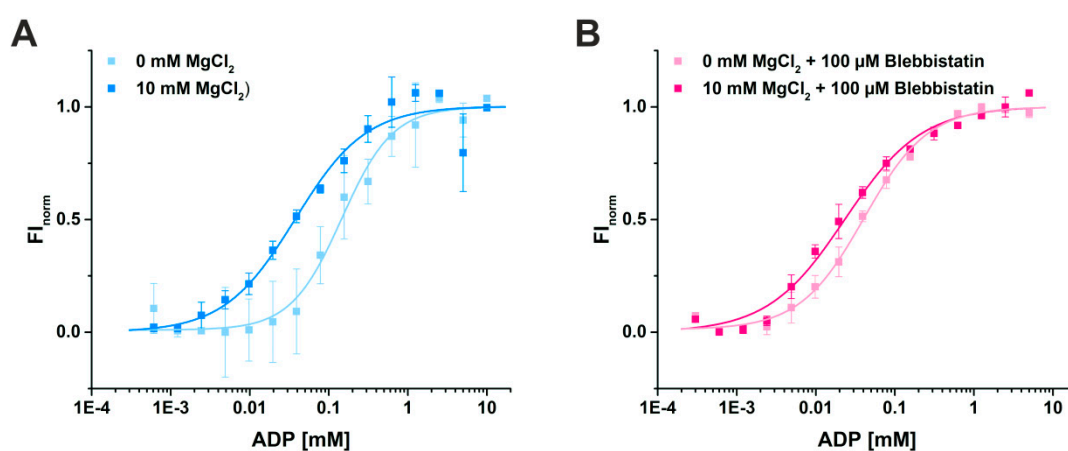 A
0 mM MgCl₂
10 mM MgCl₂)
1.0
0.5
0.0
FI_norm
1E-4 1E-3 0.01 0.1 1 10
ADP [mM]
B
0 mM MgCl₂ + 100 µM Blebbistatin
10 mM MgCl₂ + 100 µM Blebbistatin
1.0
0.5
0.0
FI_norm
1E-4 1E-3 0.01 0.1 1 10
ADP [mM]